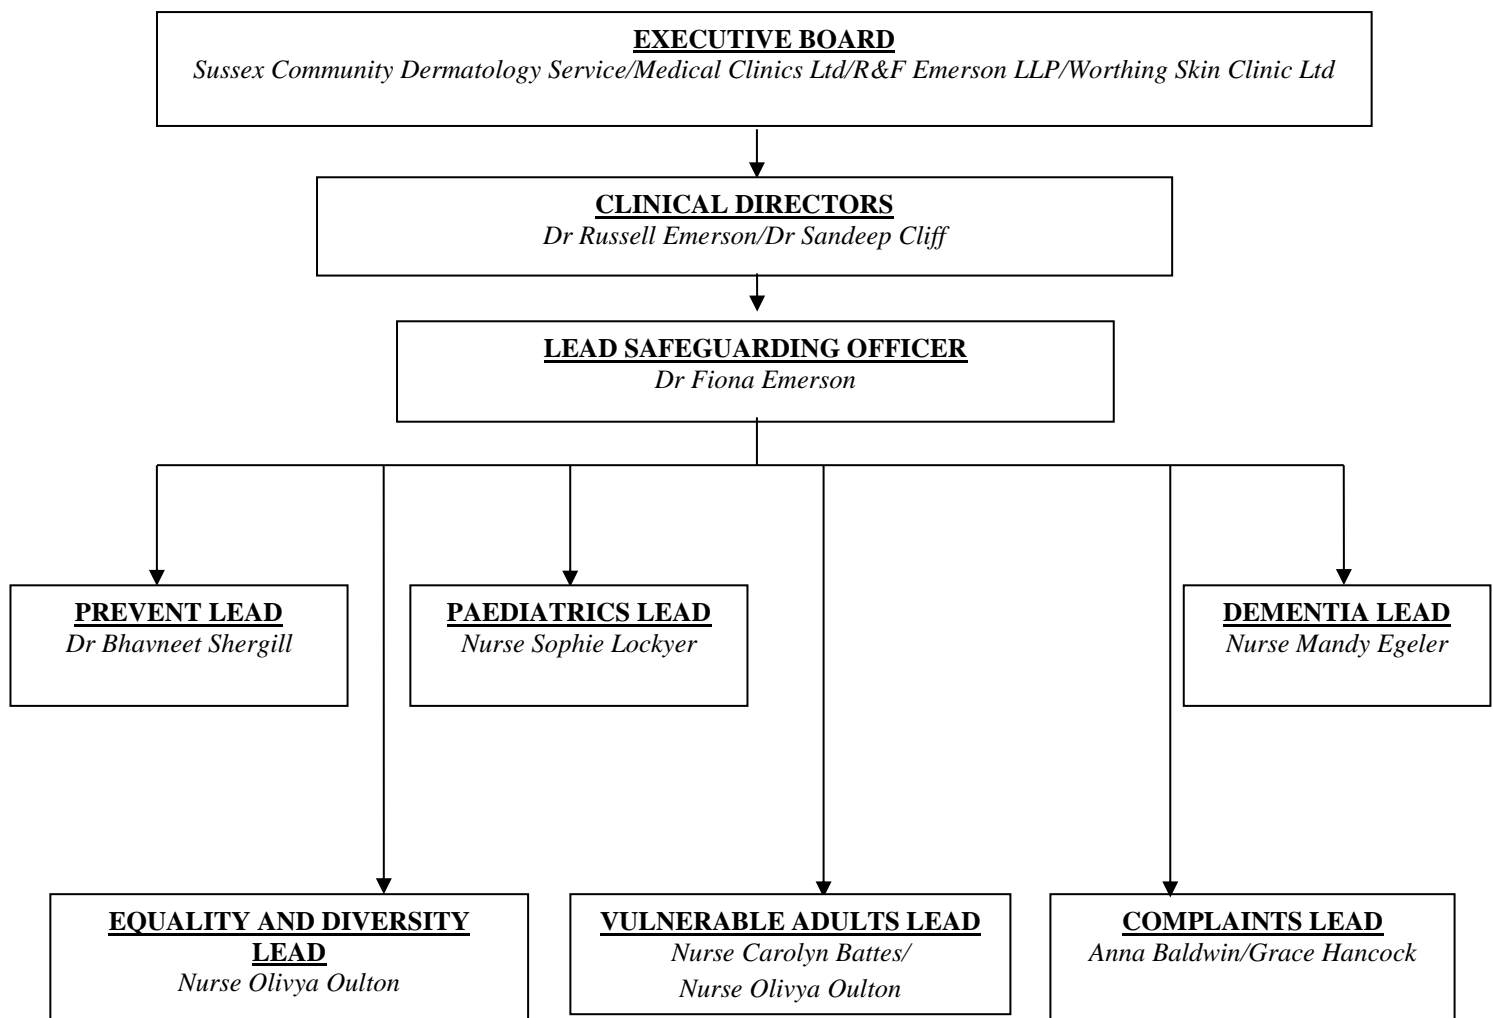 EXECUTIVE BOARD
Sussex Community Dermatology Service/Medical Clinics Ltd/R&F Emerson LLP/Worthing Skin Clinic Ltd
CLINICAL DIRECTORS
Dr Russell Emerson/Dr Sandeep Cliff
LEAD SAFEGUARDING OFFICER
Dr Fiona Emerson
PREVENT LEAD
Dr Bhavneet Shergill
PAEDIATRICS LEAD
Nurse Sophie Lockyer
DEMENTIA LEAD
Nurse Mandy Egeler
EQUALITY AND DIVERSITY
LEAD
Nurse Olivya Oulton
VULNERABLE ADULTS LEAD
Nurse Carolyn Battes/
Nurse Olivya Oulton
COMPLAINTS LEAD
Anna Baldwin/Grace Hancock